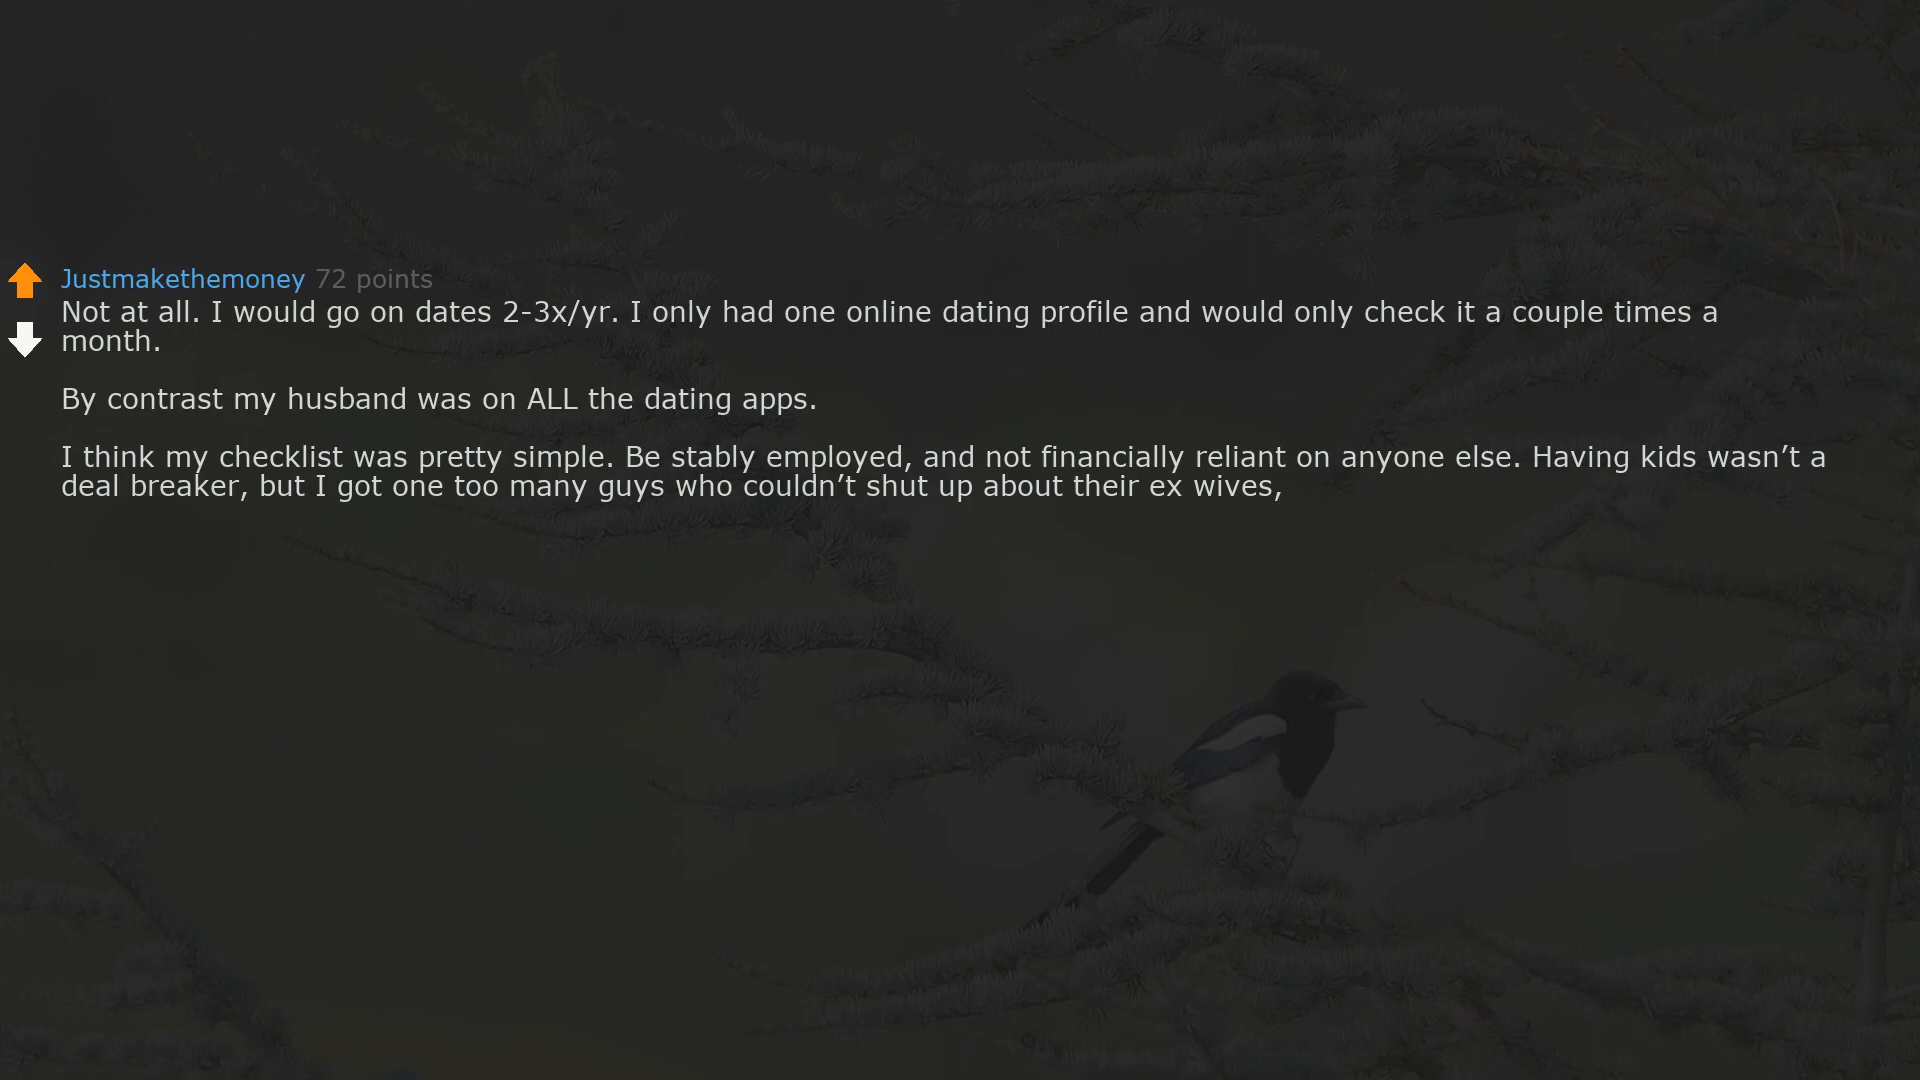 Justmakethemoney 72 points
Not at all. I would go on dates 2-3x/yr. I only had one online dating profile and would only check it a couple times a
month.
By contrast my husband was on ALL the dating apps.
I think my checklist was pretty simple. Be stably employed, and not financially reliant on anyone else. Having kids wasn’t a
deal breaker, but I got one too many guys who couldn’t shut up about their ex wives,